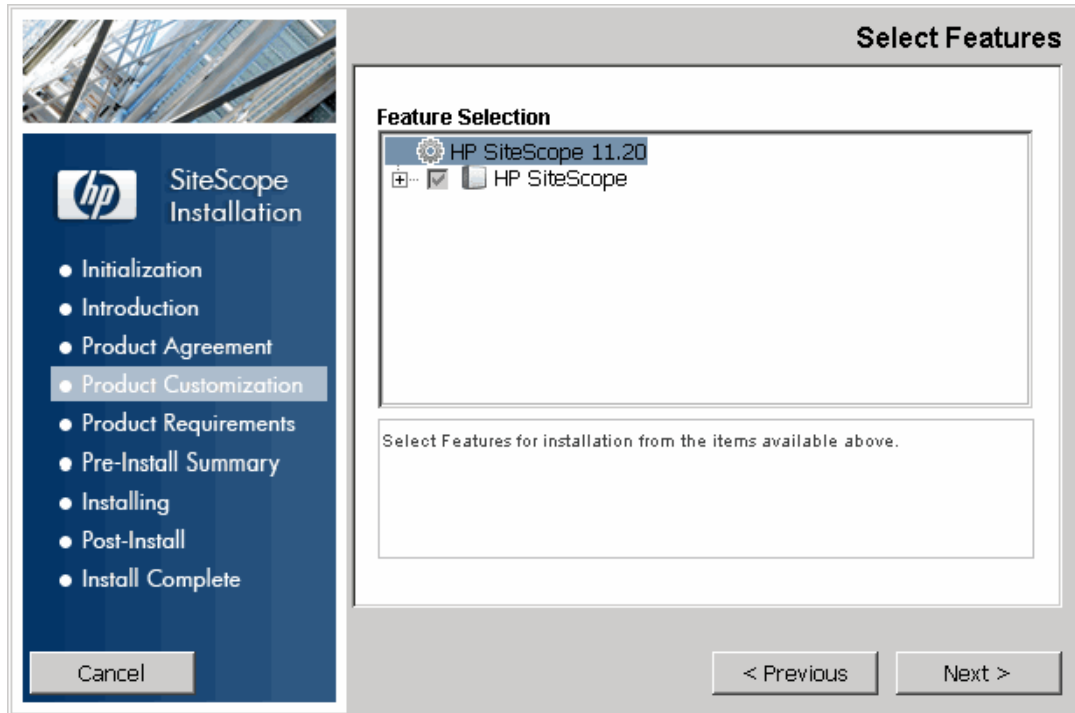 Select Features
hp
SiteScope
Installation
Initialization
Introduction
Product Agreement
Product Customization
Product Requirements
Pre-Install Summary
Installing
Post-Install
Install Complete
Cancel
Feature Selection
HP SiteScope 11.20
HP SiteScope
Select Features for installation from the items available above.
< Previous
Next >